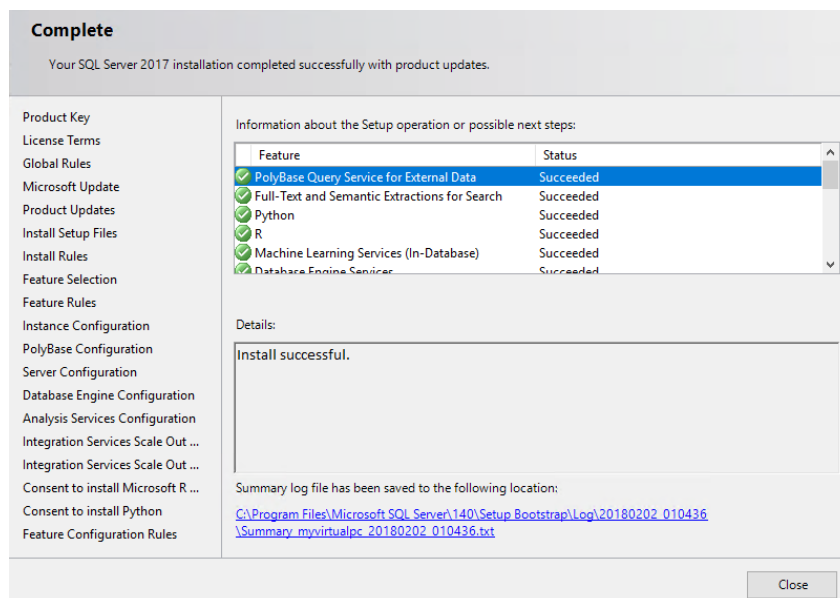 Complete
Your SQL Server 2017 installation completed successfully with product updates.
Product Key
License Terms
Global Rules
Microsoft Update
Product Updates
Install Setup Files
Install Rules
Feature Selection
Feature Rules
Instance Configuration
PolyBase Configuration
Server Configuration
Database Engine Configuration
Analysis Services Configuration
Integration Services Scale Out ...
Integration Services Scale Out ...
Consent to install Microsoft R ...
Consent to install Python
Feature Configuration Rules
Information about the Setup operation or possible next steps:
Feature Status
PolyBase Query Service for External Data Succeeded
Full-Text and Semantic Extractions for Search Succeeded
Python Succeeded
R Succeeded
Machine Learning Services (In-Database) Succeeded
Database Engine Services Succeeded
Details:
Install successful.
Summary log file has been saved to the following location:
C:\Program Files\Microsoft SQL Server\140\Setup Bootstrap\Log\20180202_010436
\Summary_myvirtualpc_20180202_010436.txt
Close